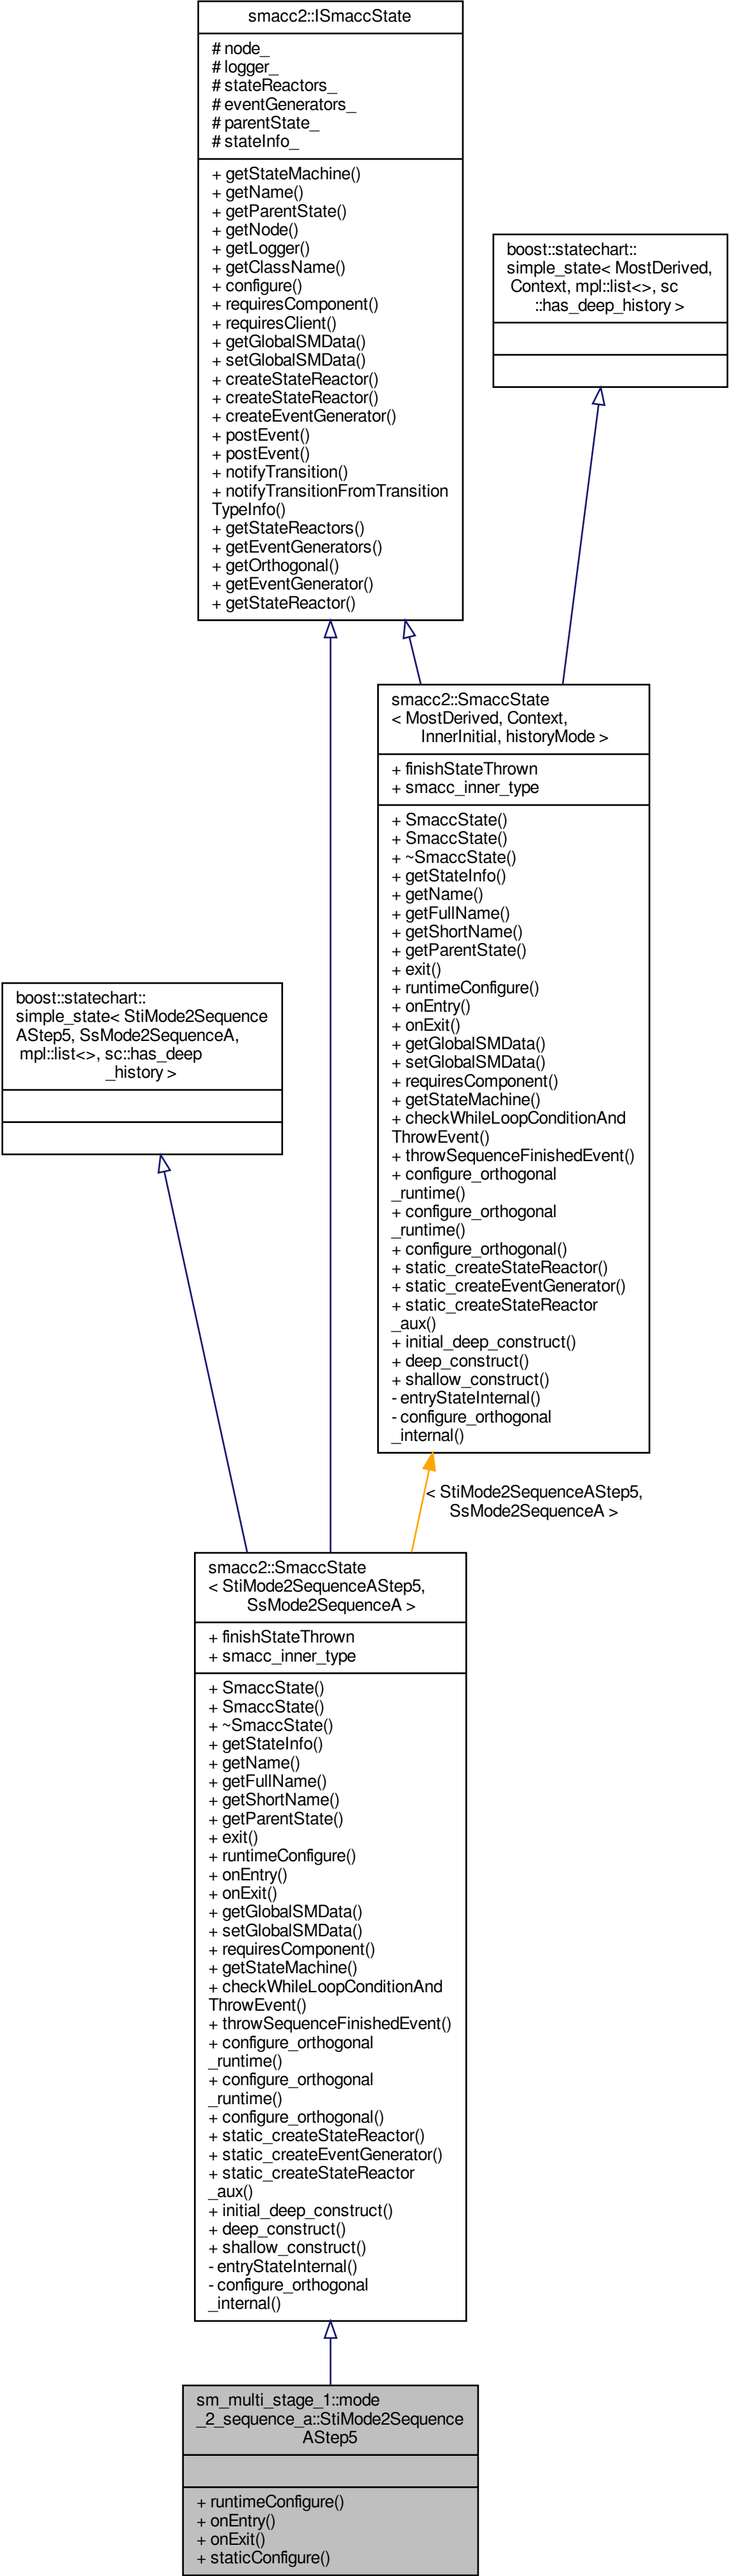 smacc2::ISmaccState
# node_
# logger_
# stateReactors_
# eventGenerators_
# parentState_
# stateInfo_
+ getStateMachine()
+ getName()
+ getParentState()
+ getNode()
+ getLogger()
+ getClassName()
+ configure()
+ requiresComponent()
+ requiresClient()
+ getGlobalSMData()
+ setGlobalSMData()
+ createStateReactor()
+ createStateReactor()
+ createEventGenerator()
+ postEvent()
+ postEvent()
+ notifyTransition()
+ notifyTransitionFromTransition
TypeInfo()
+ getStateReactors()
+ getEventGenerators()
+ getOrthogonal()
+ getEventGenerator()
+ getStateReactor()
boost::statechart::
simple_state< MostDerived,
Context, mpl::list<>, sc
::has_deep_history >
smacc2::SmaccState
< MostDerived, Context,
InnerInitial, historyMode >
+ finishStateThrown
+ smacc_inner_type
+ SmaccState()
+ SmaccState()
+ ~SmaccState()
+ getStateInfo()
+ getName()
+ getFullName()
+ getShortName()
+ getParentState()
+ exit()
+ runtimeConfigure()
+ onEntry()
+ onExit()
+ getGlobalSMData()
+ setGlobalSMData()
+ requiresComponent()
+ getStateMachine()
+ checkWhileLoopConditionAnd
ThrowEvent()
+ throwSequenceFinishedEvent()
+ configure_orthogonal
_runtime()
+ configure_orthogonal
_runtime()
+ configure_orthogonal()
+ static_createStateReactor()
+ static_createEventGenerator()
+ static_createStateReactor
_aux()
+ initial_deep_construct()
+ deep_construct()
+ shallow_construct()
- entryStateInternal()
- configure_orthogonal
_internal()
boost::statechart::
simple_state< StiMode2Sequence
AStep5, SsMode2SequenceA,
mpl::list<>, sc::has_deep
_history >
< StiMode2SequenceAStep5,
SsMode2SequenceA >
smacc2::SmaccState
< StiMode2SequenceAStep5,
SsMode2SequenceA >
+ finishStateThrown
+ smacc_inner_type
+ SmaccState()
+ SmaccState()
+ ~SmaccState()
+ getStateInfo()
+ getName()
+ getFullName()
+ getShortName()
+ getParentState()
+ exit()
+ runtimeConfigure()
+ onEntry()
+ onExit()
+ getGlobalSMData()
+ setGlobalSMData()
+ requiresComponent()
+ getStateMachine()
+ checkWhileLoopConditionAnd
ThrowEvent()
+ throwSequenceFinishedEvent()
+ configure_orthogonal
_runtime()
+ configure_orthogonal
_runtime()
+ configure_orthogonal()
+ static_createStateReactor()
+ static_createEventGenerator()
+ static_createStateReactor
_aux()
+ initial_deep_construct()
+ deep_construct()
+ shallow_construct()
- entryStateInternal()
- configure_orthogonal
_internal()
sm_multi_stage_1::mode
_2_sequence_a::StiMode2Sequence
AStep5
+ runtimeConfigure()
+ onEntry()
+ onExit()
+ staticConfigure()